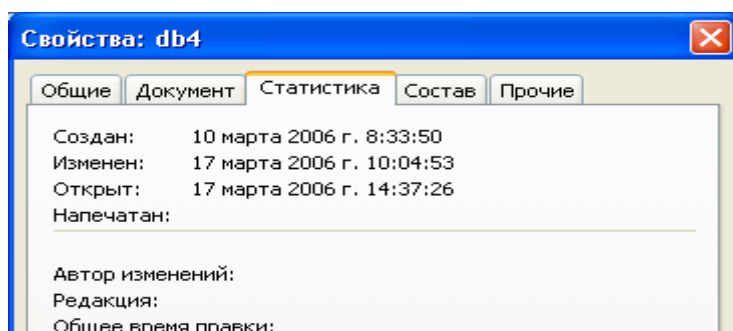 Свойства: db4
Общие Документ Статистика Состав Прочие
Создан: 10 марта 2006 г. 8:33:50
Изменен: 17 марта 2006 г. 10:04:53
Открыт: 17 марта 2006 г. 14:37:26
Напечатан:
Автор изменений:
Редакция:
Общее время правки: